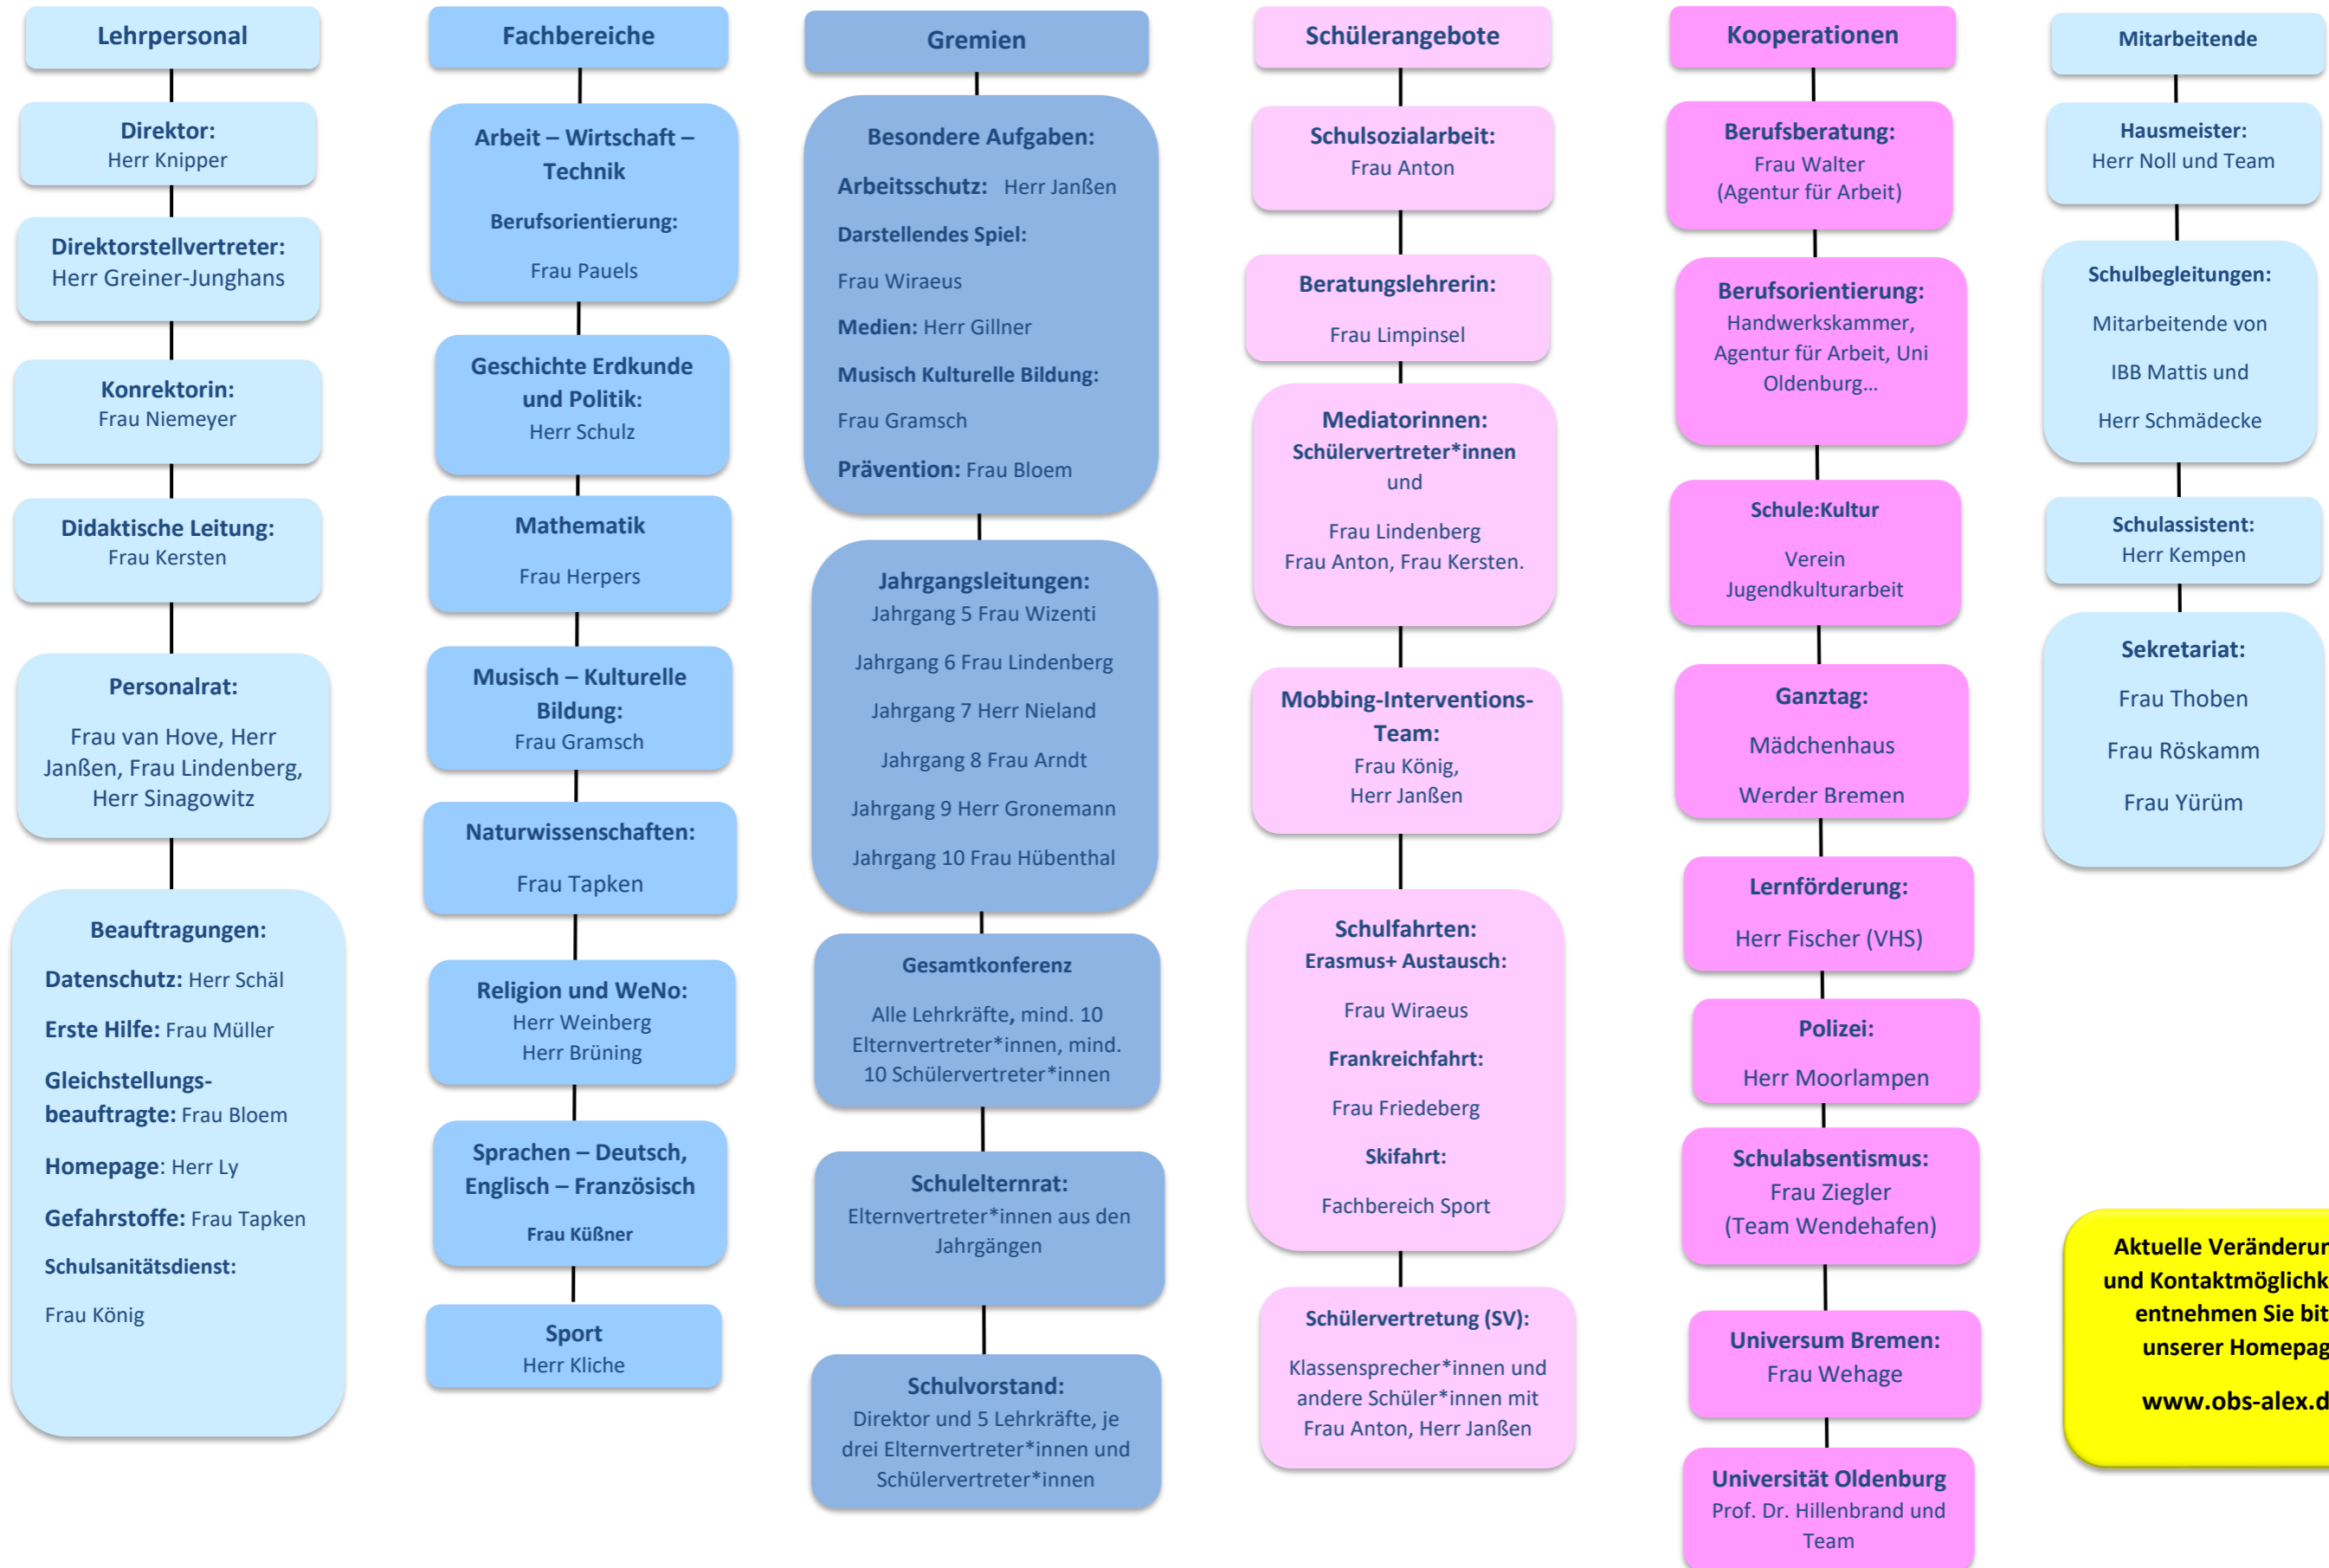 Lehrpersonal
Direktor:
Herr Knipper
Direktorstellvertreter:
Herr Greiner-Junghans
Konrektorin:
Frau Niemeyer
Didaktische Leitung:
Frau Kersten
Personalrat:
Frau van Hove, Herr
Janßen, Frau Lindenberg,
Herr Sinagowitz
Beauftragungen:
Datenschutz: Herr Schäl
Erste Hilfe: Frau Müller
Gleichstellungs-
beauftragte: Frau Bloem
Homepage: Herr Ly
Gefahrstoffe: Frau Tapken
Schulsanitätsdienst:
Frau König
Fachbereiche
Arbeit – Wirtschaft –
Technik
Berufsorientierung:
Frau Pauels
Geschichte Erdkunde
und Politik:
Herr Schulz
Mathematik
Frau Herpers
Musisch – Kulturelle
Bildung:
Frau Gramsch
Naturwissenschaften:
Frau Tapken
Religion und WeNo:
Herr Weinberg
Herr Brüning
Sprachen – Deutsch,
Englisch – Französisch
Frau Küßner
Sport
Herr Kliche
Gremien
Besondere Aufgaben:
Arbeitsschutz: Herr Janßen
Darstellendes Spiel:
Frau Wiraeus
Medien: Herr Gillner
Musisch Kulturelle Bildung:
Frau Gramsch
Prävention: Frau Bloem
Jahrgangsleitungen:
Jahrgang 5 Frau Wizenti
Jahrgang 6 Frau Lindenberg
Jahrgang 7 Herr Nieland
Jahrgang 8 Frau Arndt
Jahrgang 9 Herr Gronemann
Jahrgang 10 Frau Hübenthal
Gesamtkonferenz
Alle Lehrkräfte, mind. 10
Elternvertreter*innen, mind.
10 Schülervertreter*innen
Schulelternrat:
Elternvertreter*innen aus den
Jahrgängen
Schulvorstand:
Direktor und 5 Lehrkräfte, je
drei Elternvertreter*innen und
Schülervertreter*innen
Schülerangebote
Schulsozialarbeit:
Frau Anton
Beratungslehrerin:
Frau Limpinsel
Mediatorinnen:
Schülervertreter*innen
und
Frau Lindenberg
Frau Anton, Frau Kersten.
Mobbing-Interventions-
Team:
Frau König,
Herr Janßen
Schulfahrten:
Erasmus+ Austausch:
Frau Wiraeus
Frankreichfahrt:
Frau Friedeberg
Skifahrt:
Fachbereich Sport
Schülervertretung (SV):
Klassensprecher*innen und
andere Schüler*innen mit
Frau Anton, Herr Janßen
Kooperationen
Berufsberatung:
Frau Walter
(Agentur für Arbeit)
Berufsorientierung:
Handwerkskammer,
Agentur für Arbeit, Uni
Oldenburg...
Schule:Kultur
Verein
Jugendkulturarbeit
Ganztag:
Mädchenhaus
Werder Bremen
Lernförderung:
Herr Fischer (VHS)
Polizei:
Herr Moorlampen
Schulabsentismus:
Frau Ziegler
(Team Wendehafen)
Universum Bremen:
Frau Wehage
Universität Oldenburg
Prof. Dr. Hillenbrand und
Team
Mitarbeitende
Hausmeister:
Herr Noll und Team
Schulbegleitungen:
Mitarbeitende von
IBB Mattis und
Herr Schmädecke
Schulassistent:
Herr Kempen
Sekretariat:
Frau Thoben
Frau Röskamm
Frau Yürüm
Aktuelle
und
entnehmen Sie
unserer